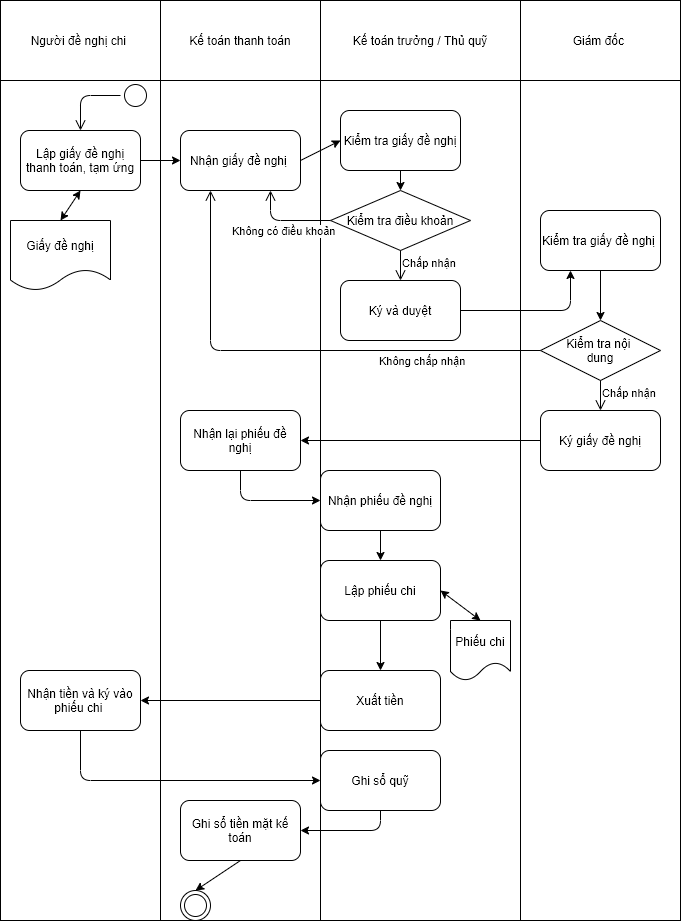 Người đề nghị chi
Kế toán thanh toán
Kế toán trưởng / Thủ quỹ
Giám đốc
Lập giấy đề nghị
thanh toán, tạm ứng
Nhận giấy đề nghị
Kiểm tra giấy đề nghị
Giấy đề nghị
Không có điều khoản
Kiểm tra điều khoản
Kiểm tra giấy đề nghị
Chấp nhận
Ký và duyệt
Không chấp nhận
Kiểm tra nội
dung
Chấp nhận
Nhận lại phiếu đề
nghị
Ký giấy đề nghị
Nhận phiếu đề nghị
Lập phiếu chi
Phiếu chi
Nhận tiền và ký vào
phiếu chi
Xuất tiền
Ghi sổ quỹ
Ghi sổ tiền mặt kế
toán